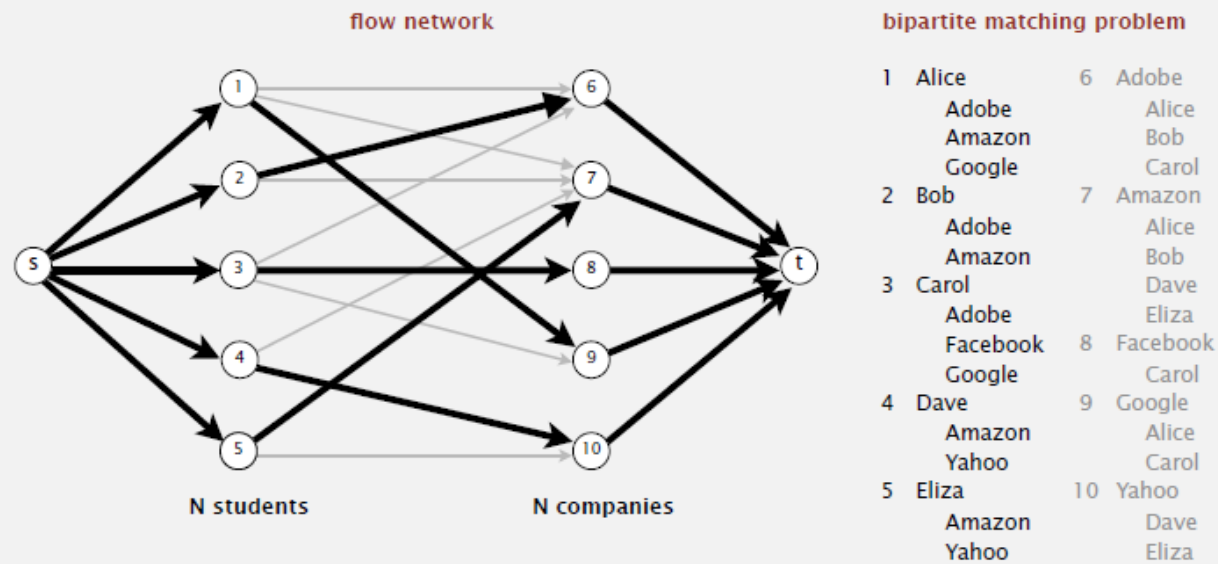 flow network
bipartite matching problem
s
1
2
3
4
5
6
7
8
9
10
t
N students
N companies
1 Alice
Adobe
Amazon
Google
2 Bob
Adobe
Amazon
3 Carol
Adobe
Facebook
Google
4 Dave
Amazon
Yahoo
5 Eliza
Amazon
Yahoo
6 Adobe
Alice
Bob
Carol
7 Amazon
Alice
Bob
Dave
Eliza
8 Facebook
Carol
9 Google
Alice
Carol
10 Yahoo
Dave
Eliza